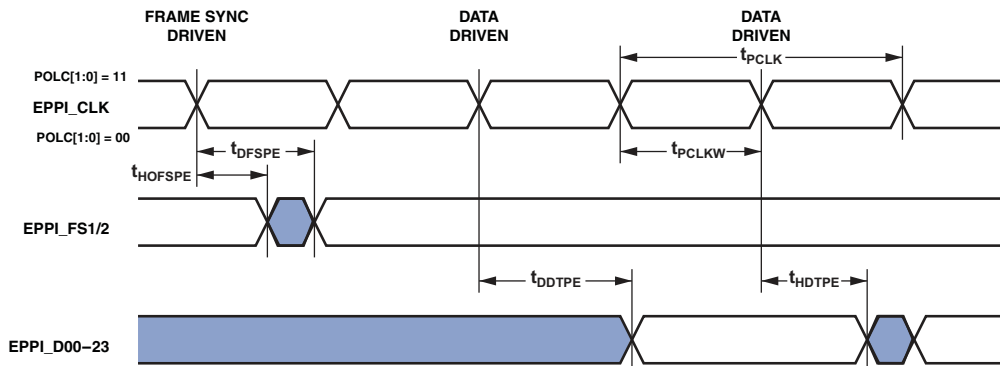 FRAME SYNC
DRIVEN
DATA
DRIVEN
DATA
DRIVEN
tPCLK
POLC[1:0] = 11
EPPI_CLK
POLC[1:0] = 00
tDFSPE
tPCLKW
tHOFSPE
EPPI_FS1/2
tDDTPE
tHDTPE
EPPI_D00–23